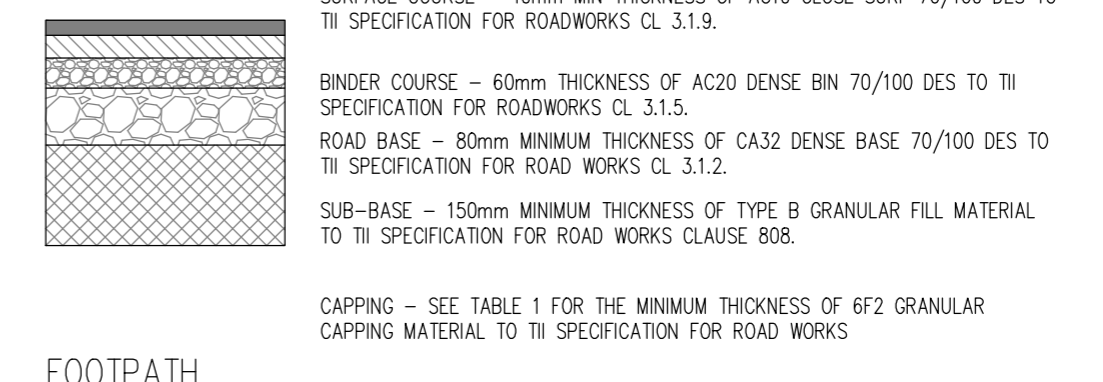 TII SPECIFICATION FOR ROADWORKS CL 3.1.9.
BINDER COURSE – 60mm THICKNESS OF AC20 DENSE BIN 70/100 DES TO TII
SPECIFICATION FOR ROADWORKS CL 3.1.5.
ROAD BASE – 80mm MINIMUM THICKNESS OF CA32 DENSE BASE 70/100 DES TO
TII SPECIFICATION FOR ROAD WORKS CL 3.1.2.
SUB-BASE – 150mm MINIMUM THICKNESS OF TYPE B GRANULAR FILL MATERIAL
TO TII SPECIFICATION FOR ROAD WORKS CLAUSE 808.
CAPPING – SEE TABLE 1 FOR THE MINIMUM THICKNESS OF 6F2 GRANULAR
CAPPING MATERIAL TO TII SPECIFICATION FOR ROAD WORKS
FOOTPATH